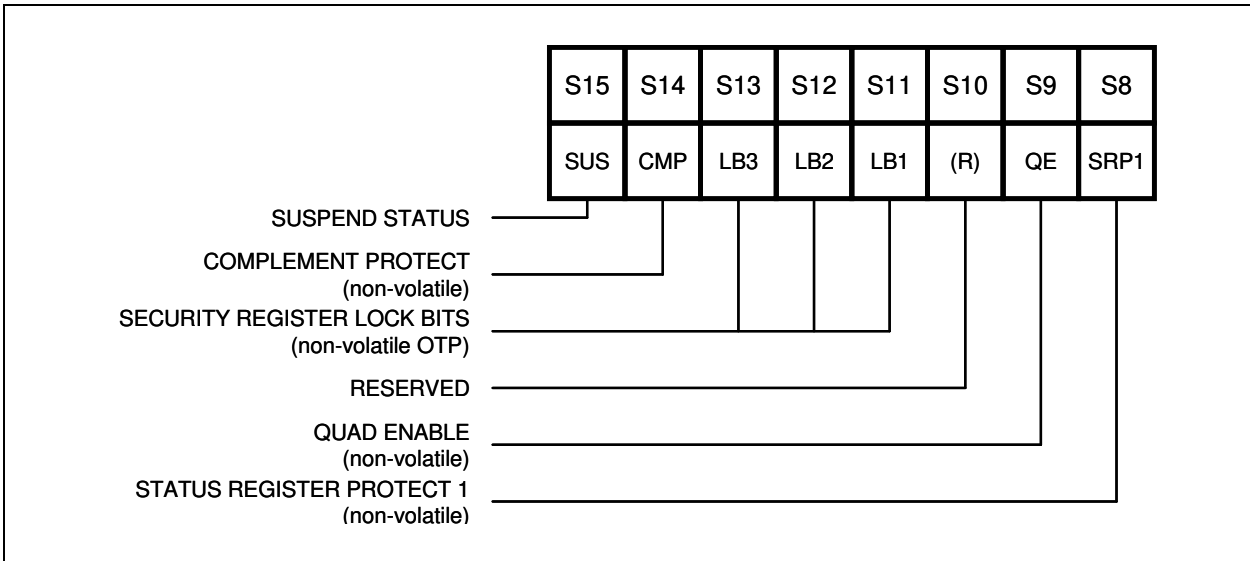 S15 S14 S13 S12 S11 S10 S9 S8
SUS CMP LB3 LB2 LB1 (R) QE SRP1
SUSPEND STATUS
COMPLEMENT PROTECT
(non-volatile)
SECURITY REGISTER LOCK BITS
(non-volatile OTP)
RESERVED
QUAD ENABLE
(non-volatile)
STATUS REGISTER PROTECT 1
(non-volatile)